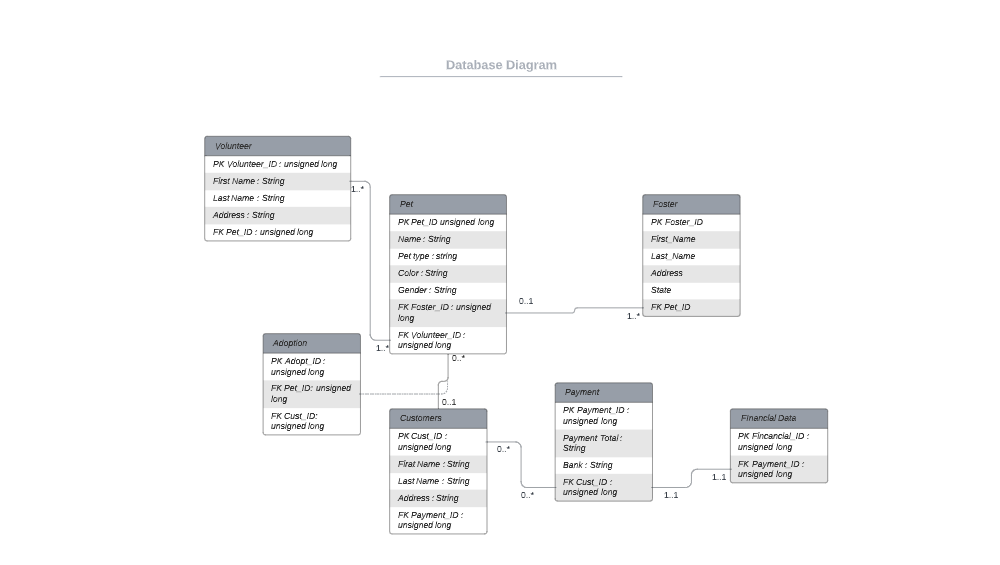 Database Diagram
Volunteer
PK Volunteer_ID : unsigned long
First Name : String
Last Name : String
Address : String
FK Pet_ID : unsigned long
1..*
1..*
Pet
PK Pet_ID unsigned long
Name : String
Pet type : string
Color : String
Gender : String
FK Foster_ID : unsigned
long
FK Volunteer_ID :
unsigned long
0..1
1..*
Foster
PK Foster_ID
First_Name
Last_Name
Address
State
FK Pet_ID
0..*
0..1
Adoption
PK Adopt_ID :
unsigned long
FK Pet_ID: unsigned
long
FK Cust_ID:
unsigned long
Customers
PK Cust_ID :
unsigned long
Firat Name : String
Last Name : String
Address : String
FK Payment_ID :
unsigned long
0..*
0..*
Payment
PK Payment_ID :
unsigned long
Payment Total :
String
Bank : String
FK Cust_ID :
unsigned long
1..1
1..1
FInancial Data
PK Fincancial_ID :
unsigned long
FK Payment_ID :
unsigned long